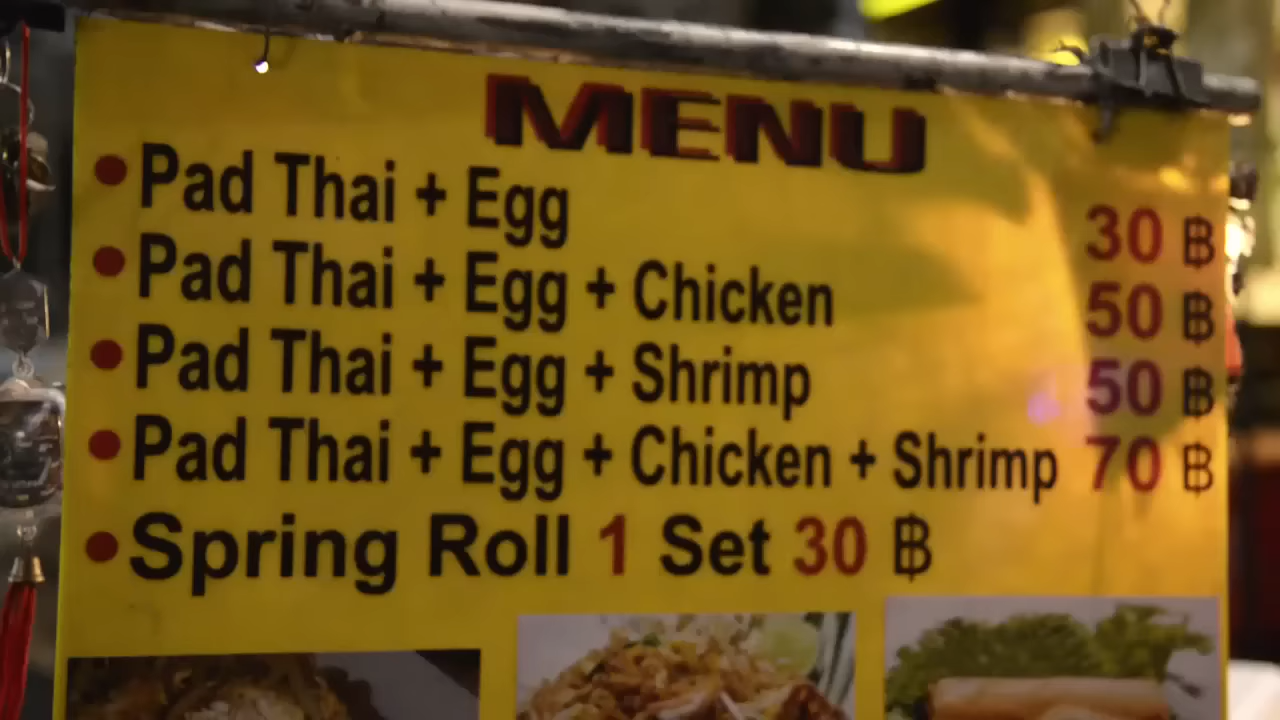 MENU
• Pad Thai + Egg 30 ฿
• Pad Thai + Egg + Chicken 50 ฿
• Pad Thai + Egg + Shrimp 50 ฿
• Pad Thai + Egg + Chicken + Shrimp 70 ฿
• Spring Roll 1 Set 30 ฿